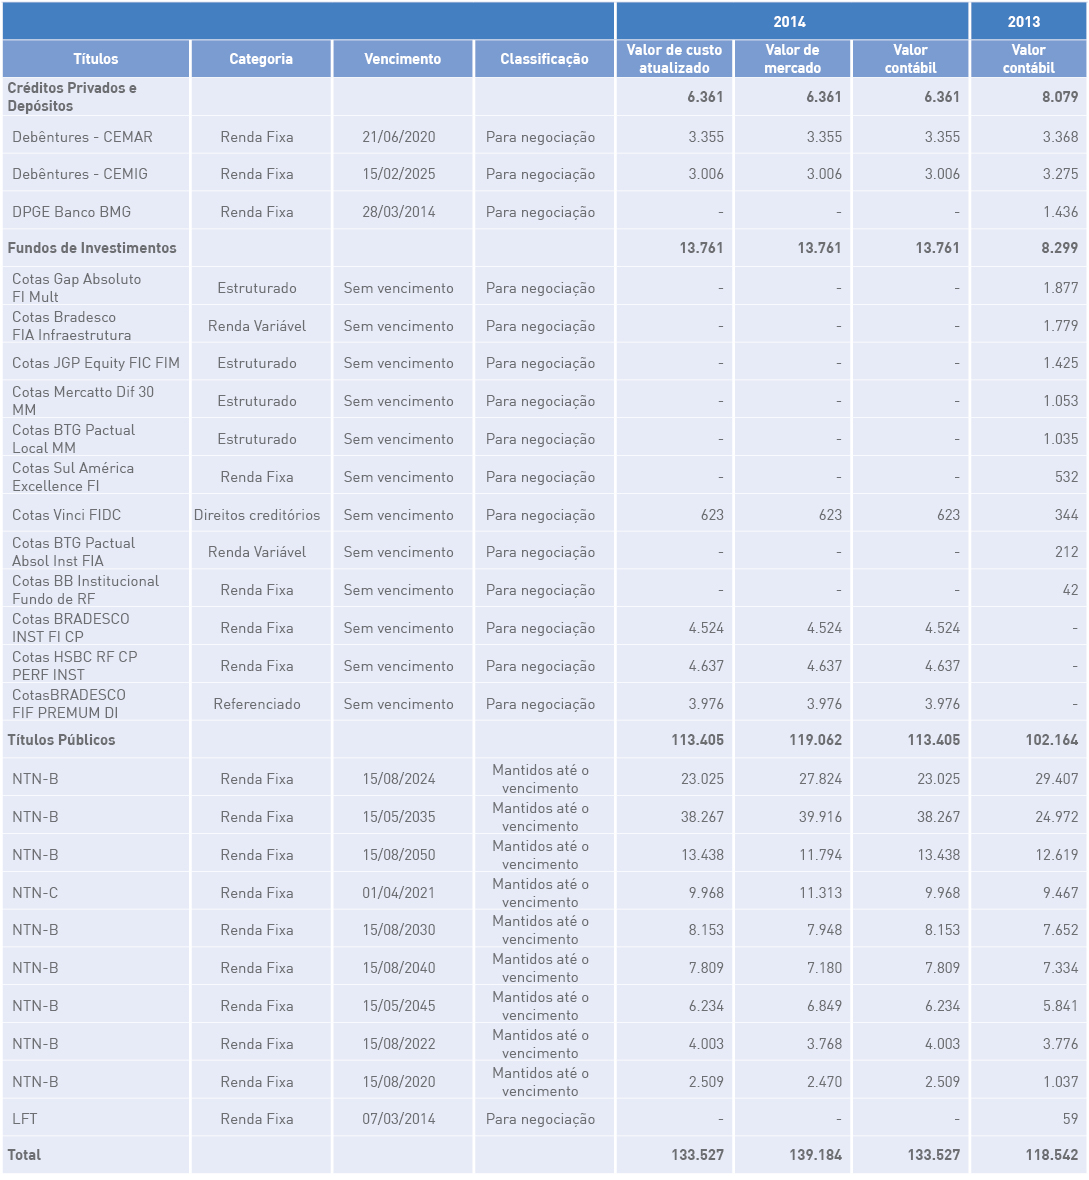 2014 2013
Títulos Categoria Vencimento Classificação Valor de custo atualizado Valor de mercado Valor contábil Valor contábil
Créditos Privados e Depósitos 6.361 6.361 6.361 8.079
Debêntures - CEMAR Renda Fixa 21/06/2020 Para negociação 3.355 3.355 3.355 3.368
Debêntures - CEMIG Renda Fixa 15/02/2025 Para negociação 3.006 3.006 3.006 3.275
DPGE Banco BMG Renda Fixa 28/03/2014 Para negociação - - - 1.436
Fundos de Investimentos 13.761 13.761 13.761 8.299
Cotas Gap Absoluto FI Mult Estruturado Sem vencimento Para negociação - - - 1.877
Cotas Bradesco FIA Infraestrutura Renda Variável Sem vencimento Para negociação - - - 1.779
Cotas JGP Equity FIC FIM Estruturado Sem vencimento Para negociação - - - 1.425
Cotas Mercatto Dif 30 MM Estruturado Sem vencimento Para negociação - - - 1.053
Cotas BTG Pactual Local MM Estruturado Sem vencimento Para negociação - - - 1.035
Cotas Sul América Excellence FI Renda Fixa Sem vencimento Para negociação - - - 532
Cotas Vinci FIDC Direitos creditórios Sem vencimento Para negociação 623 623 623 344
Cotas BTG Pactual Absol Inst FIA Renda Variável Sem vencimento Para negociação - - - 212
Cotas BB Institucional Fundo de RF Renda Fixa Sem vencimento Para negociação - - - 42
Cotas BRADESCO INST FI CP Renda Fixa Sem vencimento Para negociação 4.524 4.524 4.524 -
Cotas HSBC RF CP PERF INST Renda Fixa Sem vencimento Para negociação 4.637 4.637 4.637 -
CotasBRADESCO FIF PREMUM DI Referenciado Sem vencimento Para negociação 3.976 3.976 3.976 -
Títulos Públicos 113.405 119.062 113.405 102.164
NTN-B Renda Fixa 15/08/2024 Mantidos até o vencimento 23.025 27.824 23.025 29.407
NTN-B Renda Fixa 15/05/2035 Mantidos até o vencimento 38.267 39.916 38.267 24.972
NTN-B Renda Fixa 15/08/2050 Mantidos até o vencimento 13.438 11.794 13.438 12.619
NTN-C Renda Fixa 01/04/2021 Mantidos até o vencimento 9.968 11.313 9.968 9.467
NTN-B Renda Fixa 15/08/2030 Mantidos até o vencimento 8.153 7.948 8.153 7.652
NTN-B Renda Fixa 15/08/2040 Mantidos até o vencimento 7.809 7.180 7.809 7.334
NTN-B Renda Fixa 15/05/2045 Mantidos até o vencimento 6.234 6.849 6.234 5.841
NTN-B Renda Fixa 15/08/2022 Mantidos até o vencimento 4.003 3.768 4.003 3.776
NTN-B Renda Fixa 15/08/2020 Mantidos até o vencimento 2.509 2.470 2.509 1.037
LFT Renda Fixa 07/03/2014 Para negociação - - - 59
Total 133.527 139.184 133.527 118.542